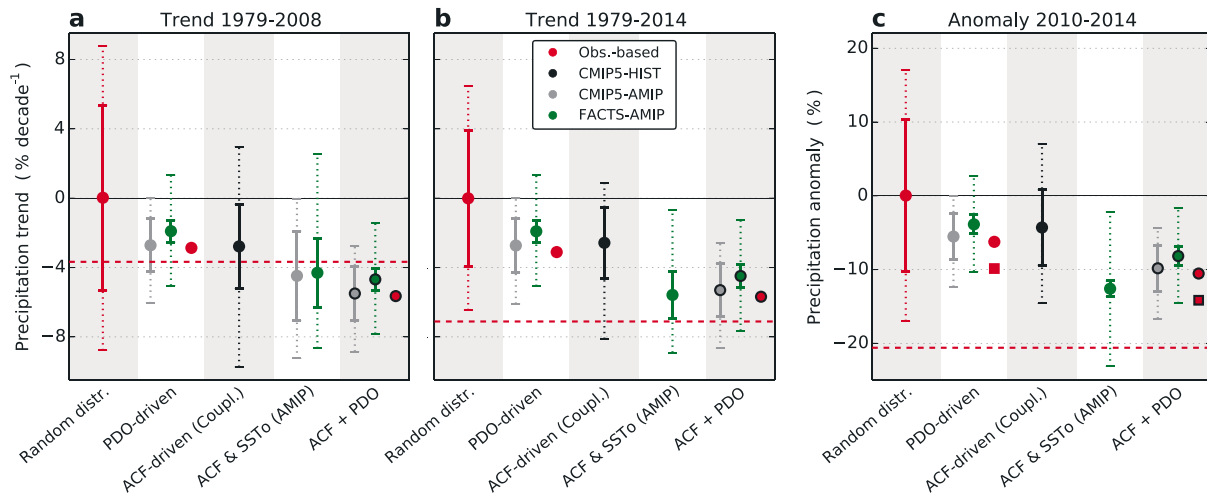 a Trend 1979-2008
b Trend 1979-2014
c Anomaly 2010-2014
Precipitation trend (% decade⁻¹)
8
4
0
−4
−8
Obs.-based
CMIP5-HIST
CMIP5-AMIP
FACTS-AMIP
Precipitation anomaly (%)
20
10
0
−10
−20
Random distr.
PDO-driven
ACF-driven (Coupl.)
ACF & SSTo (AMIP)
ACF + PDO
Random distr.
PDO-driven
ACF-driven (Coupl.)
ACF & SSTo (AMIP)
ACF + PDO
Random distr.
PDO-driven
ACF-driven (Coupl.)
ACF & SSTo (AMIP)
ACF + PDO